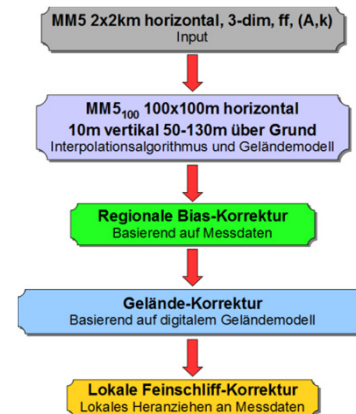 MM5 2x2km horizontal, 3-dim, ff, (A,k)
Input
MM5₁₀₀ 100x100m horizontal
10m vertikal 50-130m über Grund
Interpolationsalgorithmus und Geländemodell
Regionale Bias-Korrektur
Basierend auf Messdaten
Gelände-Korrektur
Basierend auf digitalem Geländemodell
Lokale Feinschliff-Korrektur
Lokales Heranziehen an Messdaten